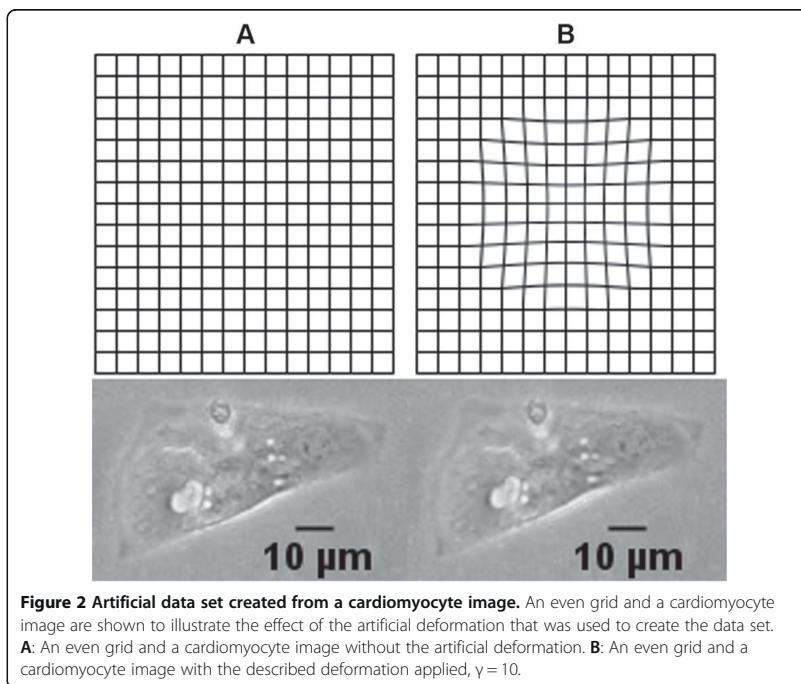 A B
10 µm 10 µm
Figure 2 Artificial data set created from a cardiomyocyte image. An even grid and a cardiomyocyte
image are shown to illustrate the effect of the artificial deformation that was used to create the data set.
A: An even grid and a cardiomyocyte image without the artificial deformation. B: An even grid and a
cardiomyocyte image with the described deformation applied, γ = 10.